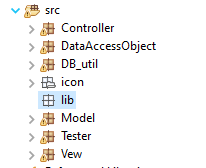 src
Controller
DataAccessObject
DB_util
icon
lib
Model
Tester
Vew